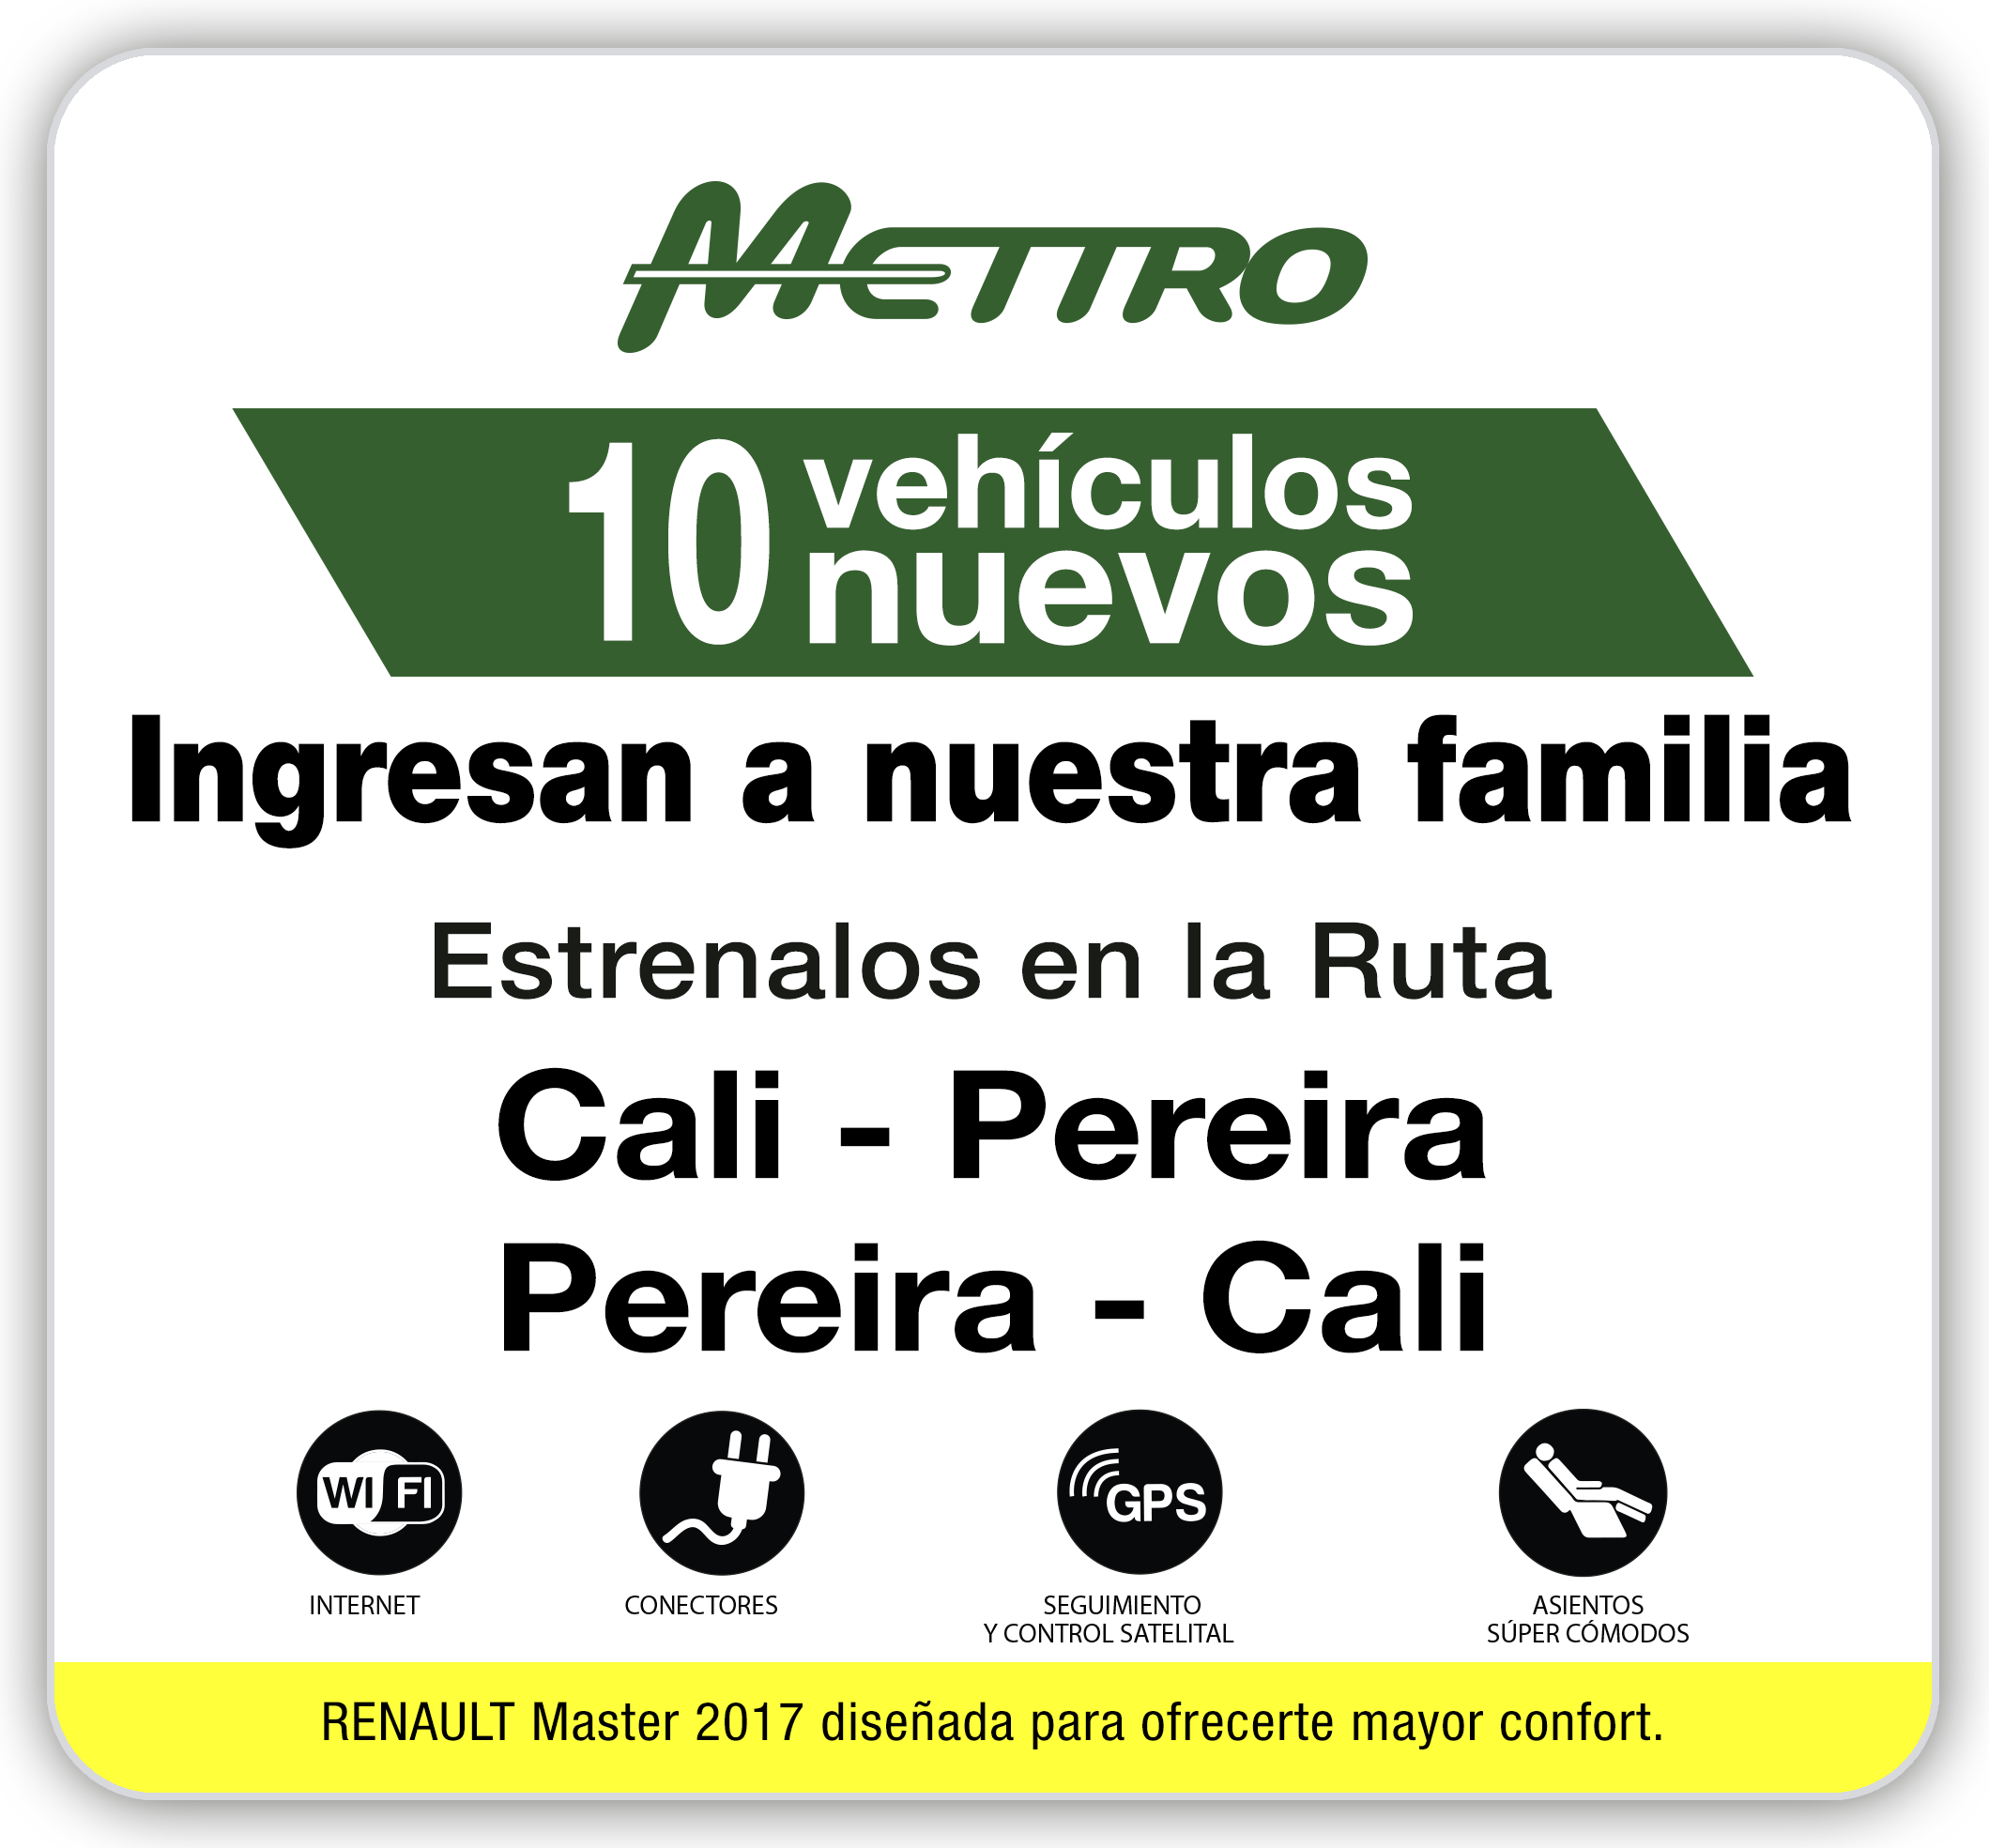 METTRO
10 vehículos
nuevos
Ingresan a nuestra familia
Estrenalos en la Ruta
Cali - Pereira
Pereira - Cali
WI FI
GPS
INTERNET
CONECTORES
SEGUIMIENTO
Y CONTROL SATELITAL
ASIENTOS
SÚPER CÓMODOS
RENAULT Master 2017 diseñada para ofrecerte mayor confort.